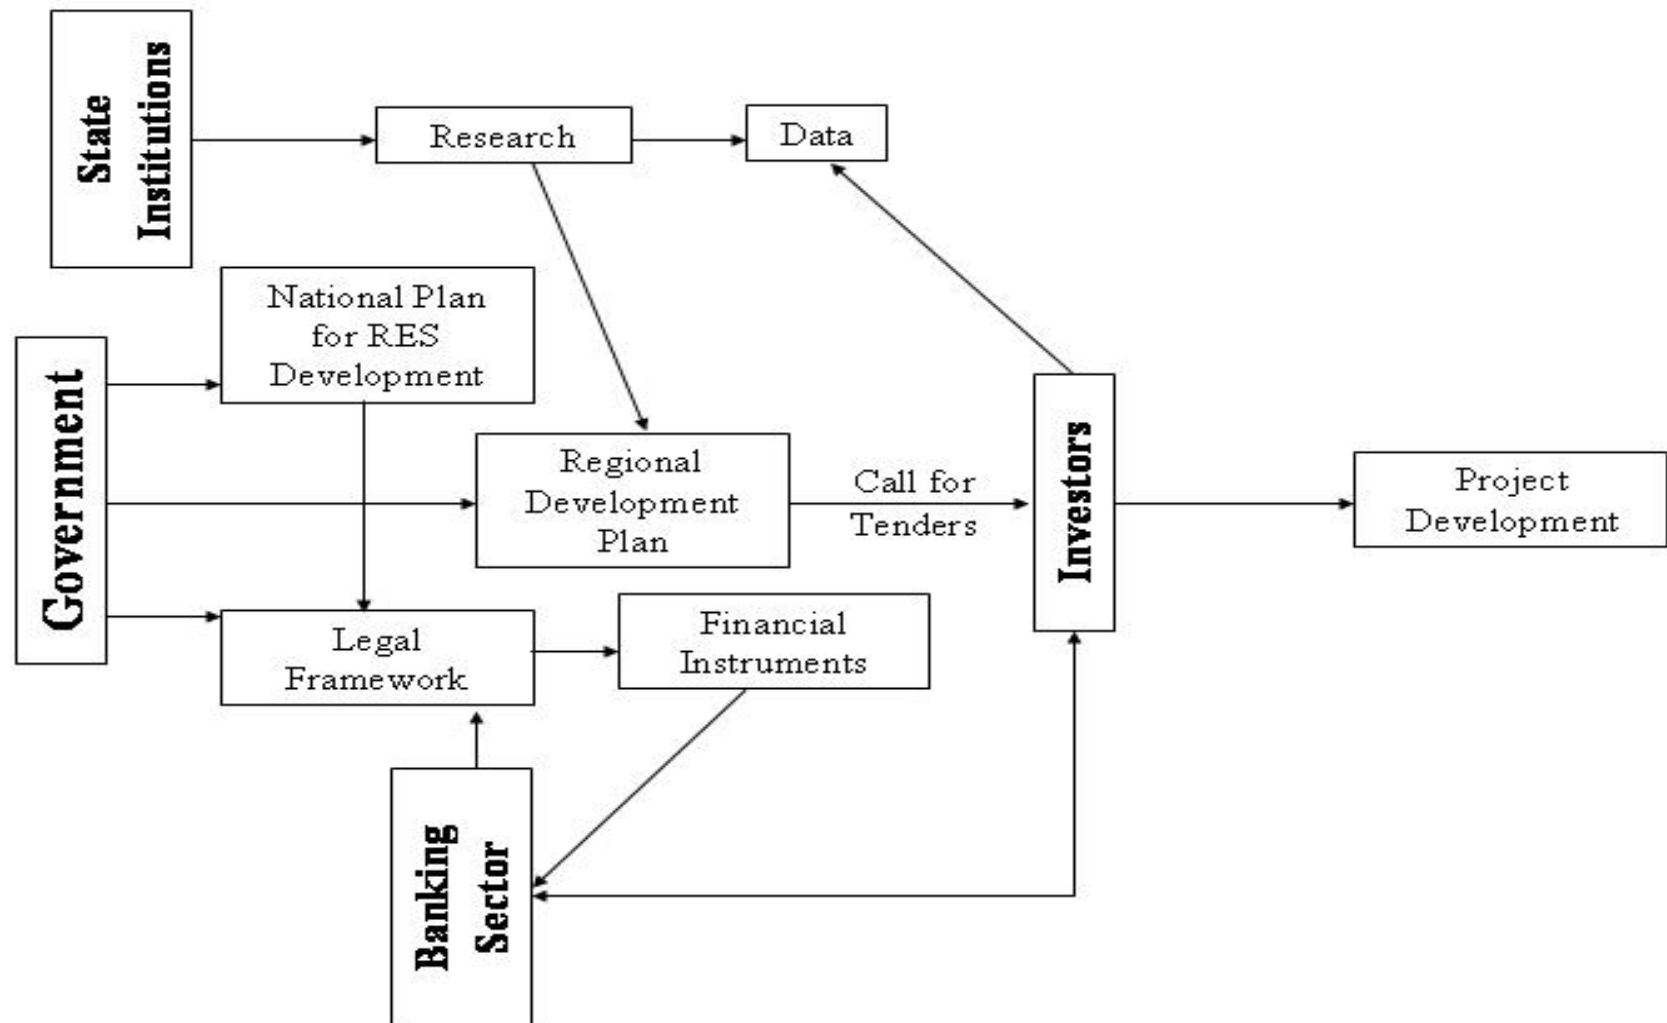 State
Institutions
Research
Data
National Plan
for RES
Development
Government
Regional
Development
Plan
Call for
Tenders
Investors
Project
Development
Legal
Framework
Financial
Instruments
Banking
Sector